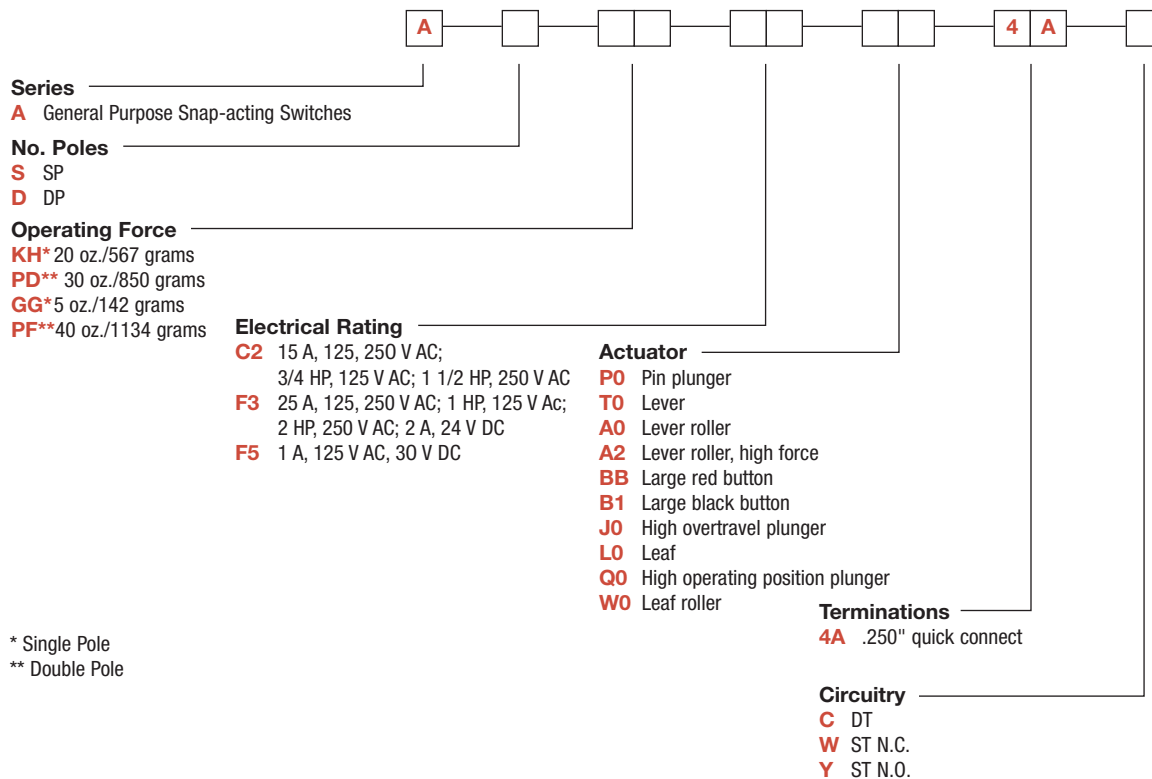 A 4 A
Series
A General Purpose Snap-acting Switches
No. Poles
S SP
D DP
Operating Force
KH* 20 oz./567 grams
PD** 30 oz./850 grams
GG* 5 oz./142 grams
PF** 40 oz./1134 grams
Electrical Rating
C2 15 A, 125, 250 V AC;
3/4 HP, 125 V AC; 1 1/2 HP, 250 V AC
F3 25 A, 125, 250 V AC; 1 HP, 125 V Ac;
2 HP, 250 V AC; 2 A, 24 V DC
F5 1 A, 125 V AC, 30 V DC
Actuator
P0 Pin plunger
T0 Lever
A0 Lever roller
A2 Lever roller, high force
BB Large red button
B1 Large black button
J0 High overtravel plunger
L0 Leaf
Q0 High operating position plunger
W0 Leaf roller
Terminations
4A .250" quick connect
* Single Pole
** Double Pole
Circuitry
C DT
W ST N.C.
Y ST N.O.